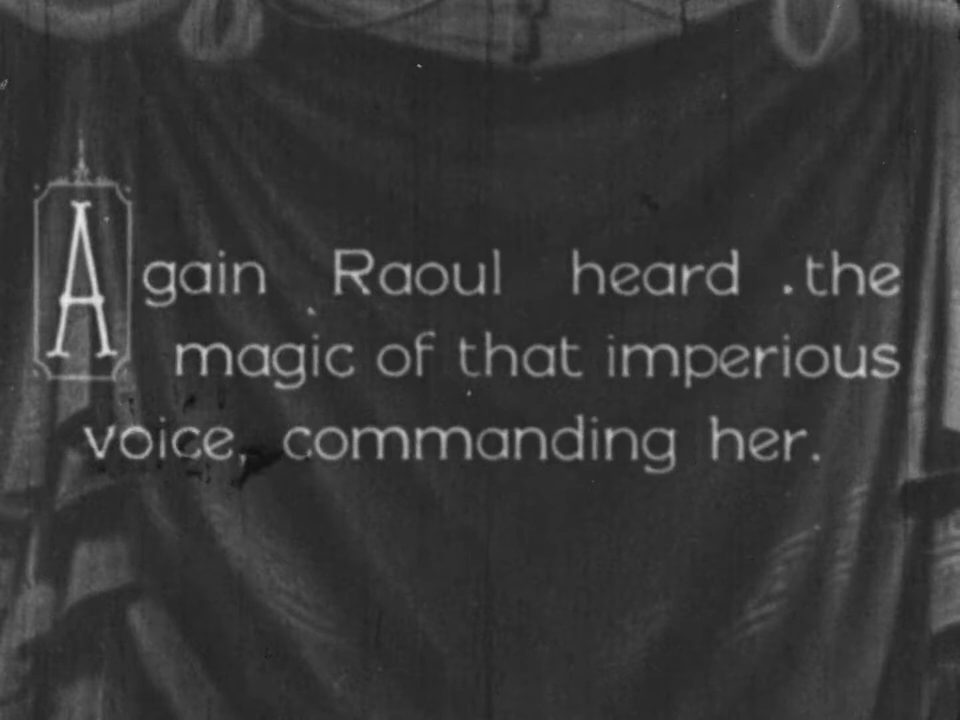 Again Raoul heard the
magic of that imperious
voice, commanding her.